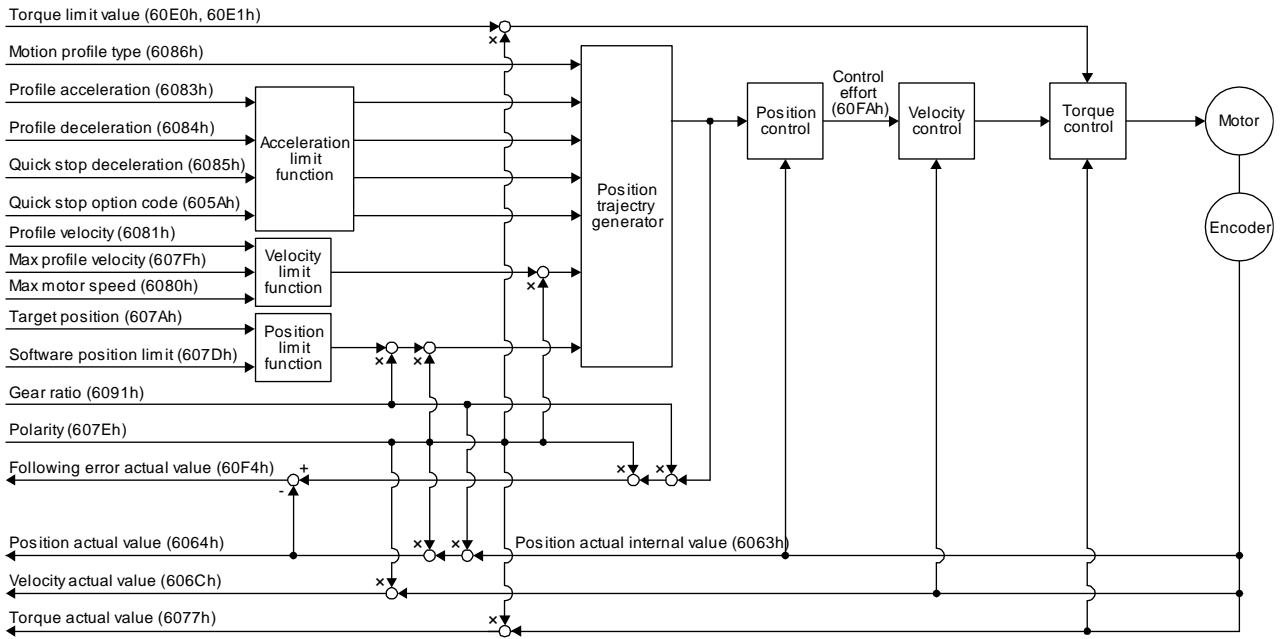 Torque limit value (60E0h, 60E1h)
×
Motion profile type (6086h)
Profile acceleration (6083h)
Profile deceleration (6084h)
Quick stop deceleration (6085h)
Quick stop option code (605Ah)
Acceleration
limit
function
Profile velocity (6081h)
Max profile velocity (607Fh)
Max motor speed (6080h)
Velocity
limit
function
×
Target position (607Ah)
Software position limit (607Dh)
Position
limit
function
×
×
Position
trajectry
generator
Position
control
Control
effort
(60FAh)
Velocity
control
Torque
control
Motor
Encoder
Gear ratio (6091h)
Polarity (607Eh)
Following error actual value (60F4h)
+
-
×
×
Position actual value (6064h)
×
×
Position actual internal value (6063h)
Velocity actual value (606Ch)
×
Torque actual value (6077h)
×